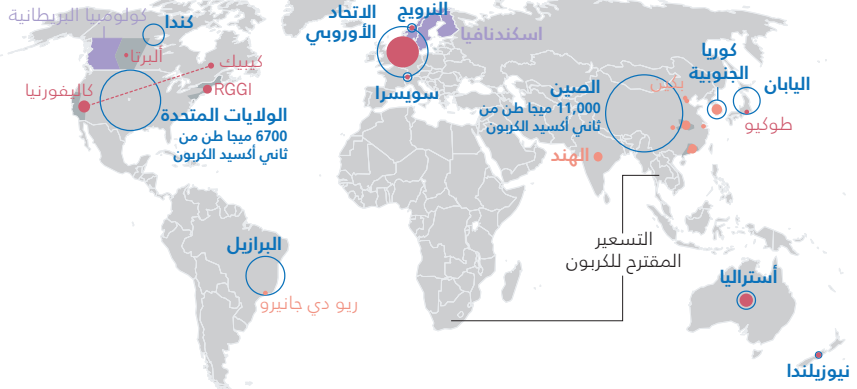 كولومبيا البريطانية
كندا
ألبرتا
كيبيك
كاليفورنيا
RGGI
الولايات المتحدة
6700 ميجا طن من
ثاني أكسيد الكربون
النرويج
الاتحاد
الأوروبي
اسكندنافيا
سويسرا
كوريا
الجنوبية
اليابان
طوكيو
بكين
الصين
11,000 ميجا طن من
ثاني أكسيد الكربون
الهند
التسعير
المقترح للكربون
البرازيل
ريو دي جانيرو
أستراليا
نيوزيلندا